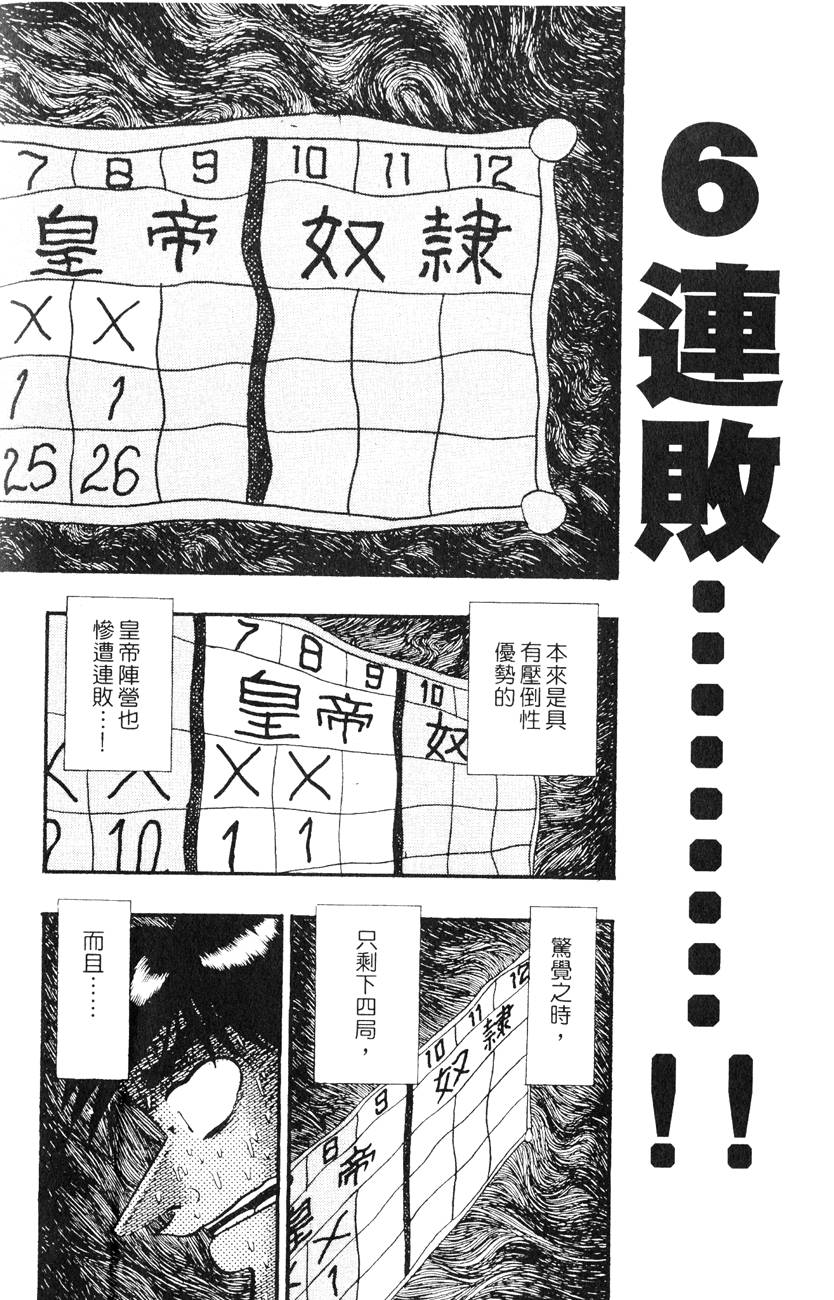 6連敗……………!!
7 8 9 10 11 12
皇帝 奴隸
X X
1 1
25 26
本來是具
有壓倒性
優勢的
皇帝陣營也
慘遭連敗…!
7 8 9 10
皇帝 奴
X X X X
10 1 1
驚覺之時，
只剩下四局，
8 9 10 11 12
皇帝 奴隸
X
1
而且……